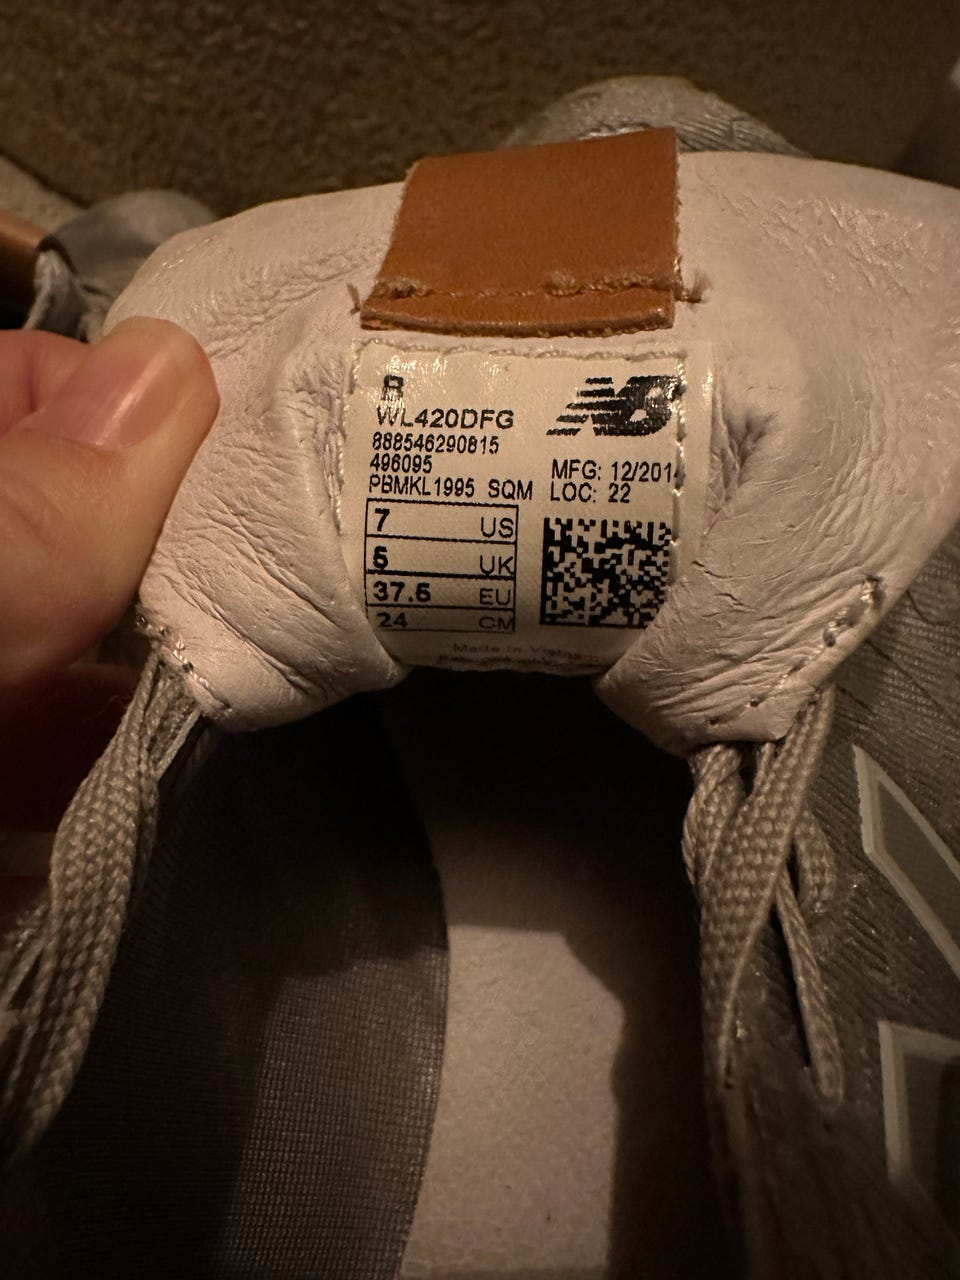 B
NB
WL420DFG
888546290815
496095
MFG: 12/201
PBMKL1995 SQM
LOC: 22
7 US
5 UK
37.5 EU
24 CM
Made in Vietnam